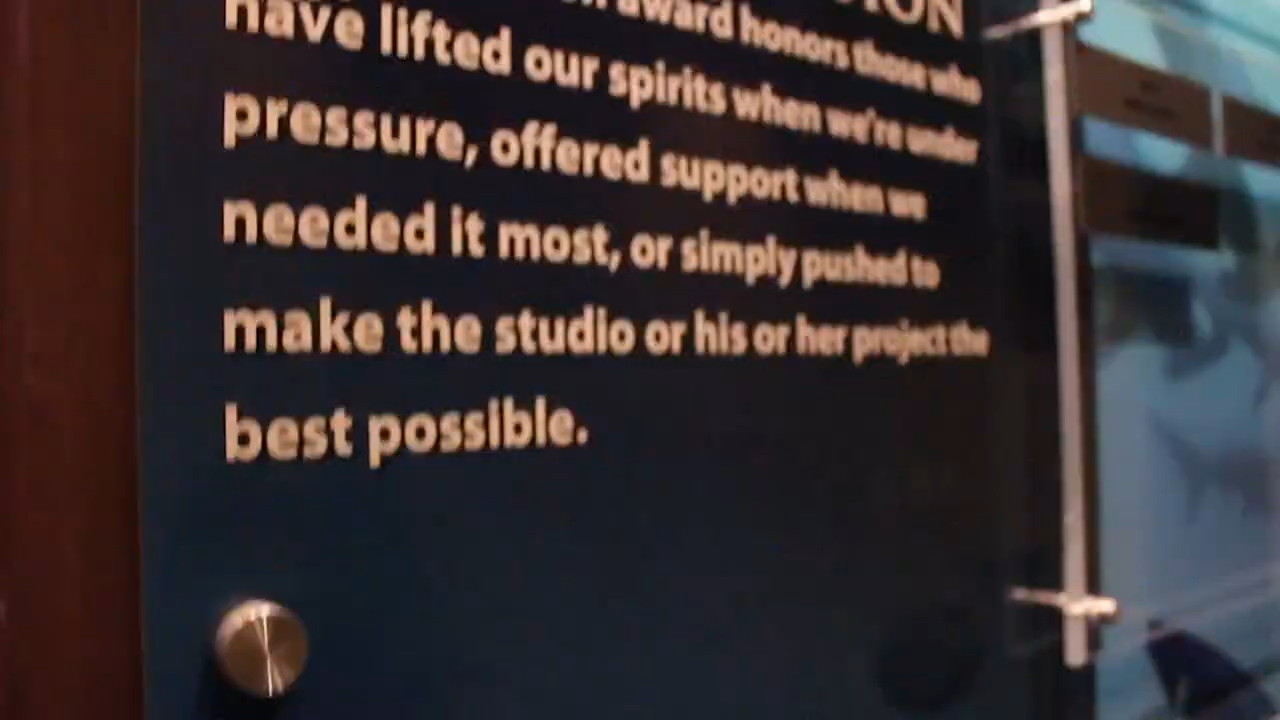 award honors those who
have lifted our spirits when we're under
pressure, offered support when we
needed it most, or simply pushed to
make the studio or his or her project the
best possible.